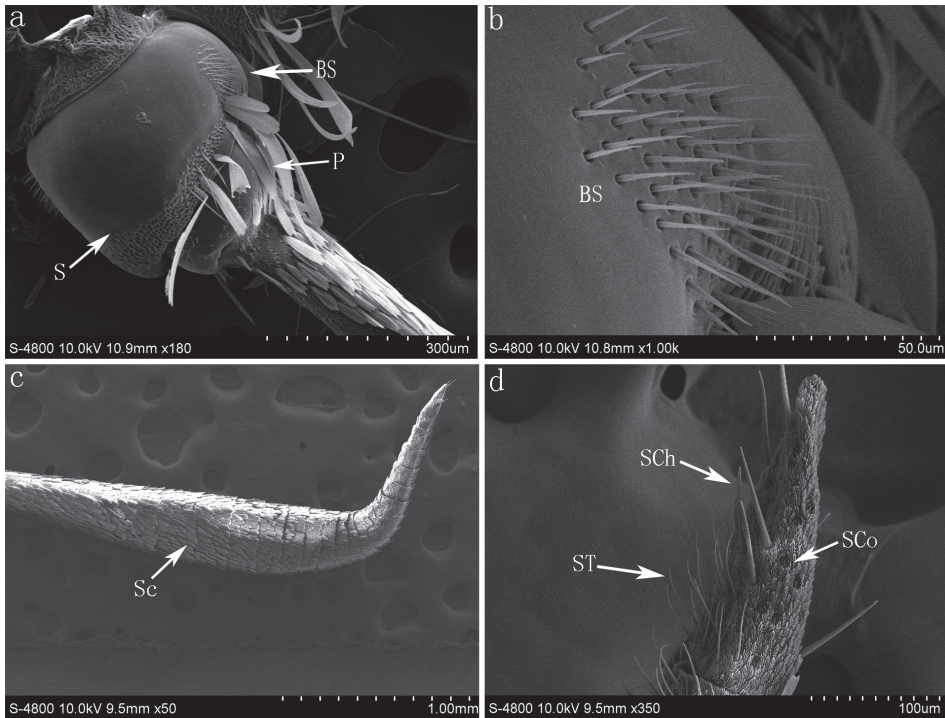 a
BS
P
S
S-4800 10.0kV 10.9mm x180
300um
b
BS
S-4800 10.0kV 10.8mm x1.00k
50.0um
c
Sc
S-4800 10.0kV 9.5mm x50
1.00mm
d
SCh
SCo
ST
S-4800 10.0kV 9.5mm x350
100um